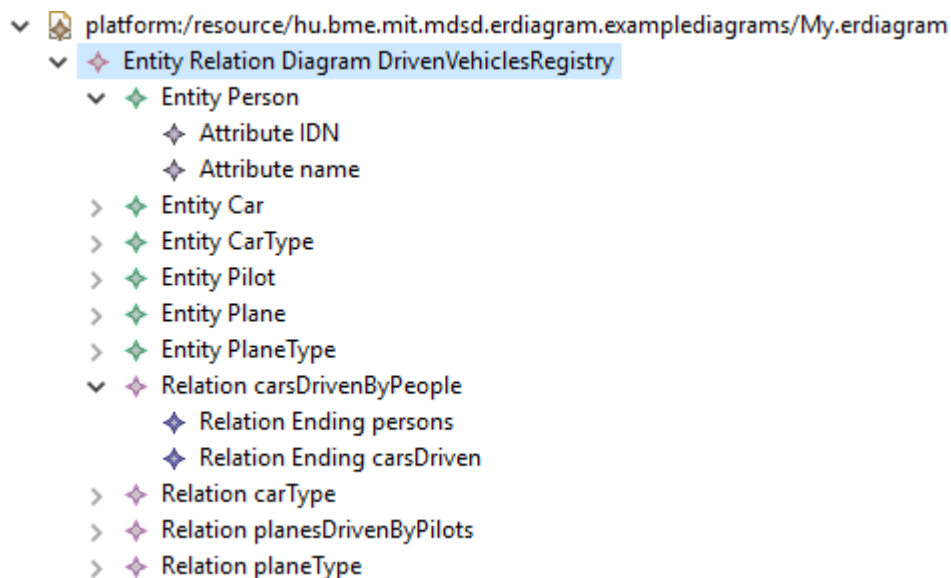 platform:/resource/hu.bme.mit.mdsd.erdiagram.examplediagrams/My.erdiagram
Entity Relation Diagram DrivenVehiclesRegistry
Entity Person
Attribute IDN
Attribute name
Entity Car
Entity CarType
Entity Pilot
Entity Plane
Entity PlaneType
Relation carsDrivenByPeople
Relation Ending persons
Relation Ending carsDriven
Relation carType
Relation planesDrivenByPilots
Relation planeType